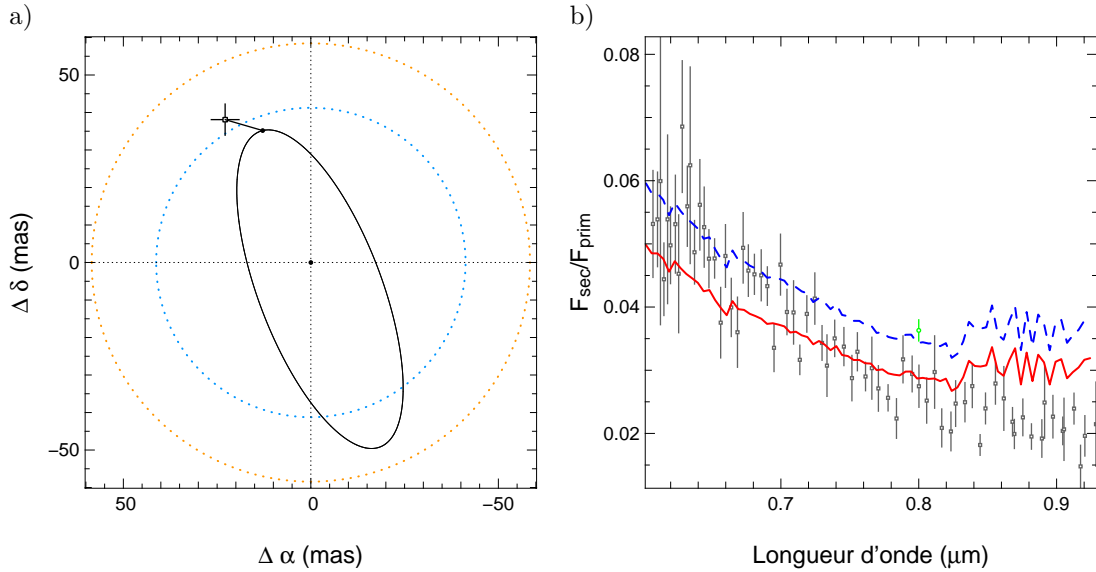 a)
50
0
−50
Δ δ (mas)
50
0
−50
Δ α (mas)
b)
0.08
0.06
0.04
0.02
F_sec/F_prim
0.7
0.8
0.9
Longueur d'onde (μm)